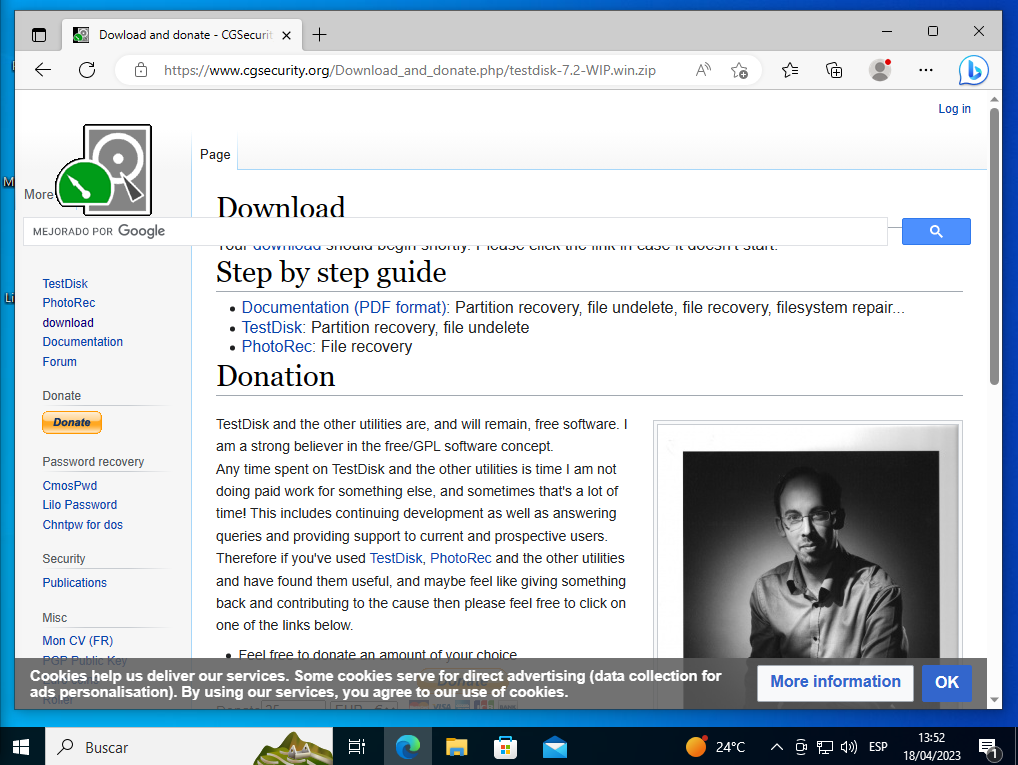 Dowload and donate - CGSecurit
https://www.cgsecurity.org/Download_and_donate.php/testdisk-7.2-WIP.win.zip
Log in
Page
More
Download
MEJORADO POR Google
Your download should begin shortly. Please click the link in case it doesn't start.
Step by step guide
Documentation (PDF format): Partition recovery, file undelete, file recovery, filesystem repair...
TestDisk: Partition recovery, file undelete
PhotoRec: File recovery
TestDisk
PhotoRec
download
Documentation
Forum
Donate
Donate
Password recovery
CmosPwd
Lilo Password
Chntpw for dos
Security
Publications
Misc
Mon CV (FR)
PGP Public Key
Roller
Donation
TestDisk and the other utilities are, and will remain, free software. I
am a strong believer in the free/GPL software concept.
Any time spent on TestDisk and the other utilities is time I am not
doing paid work for something else, and sometimes that's a lot of
time! This includes continuing development as well as answering
queries and providing support to current and prospective users.
Therefore if you've used TestDisk, PhotoRec and the other utilities
and have found them useful, and maybe feel like giving something
back and contributing to the cause then please feel free to click on
one of the links below.
Feel free to donate an amount of your choice
Donate
Cookies help us deliver our services. Some cookies serve for direct advertising (data collection for
ads personalisation). By using our services, you agree to our use of cookies.
More information
OK
Buscar
24°C
ESP
13:52
18/04/2023
1